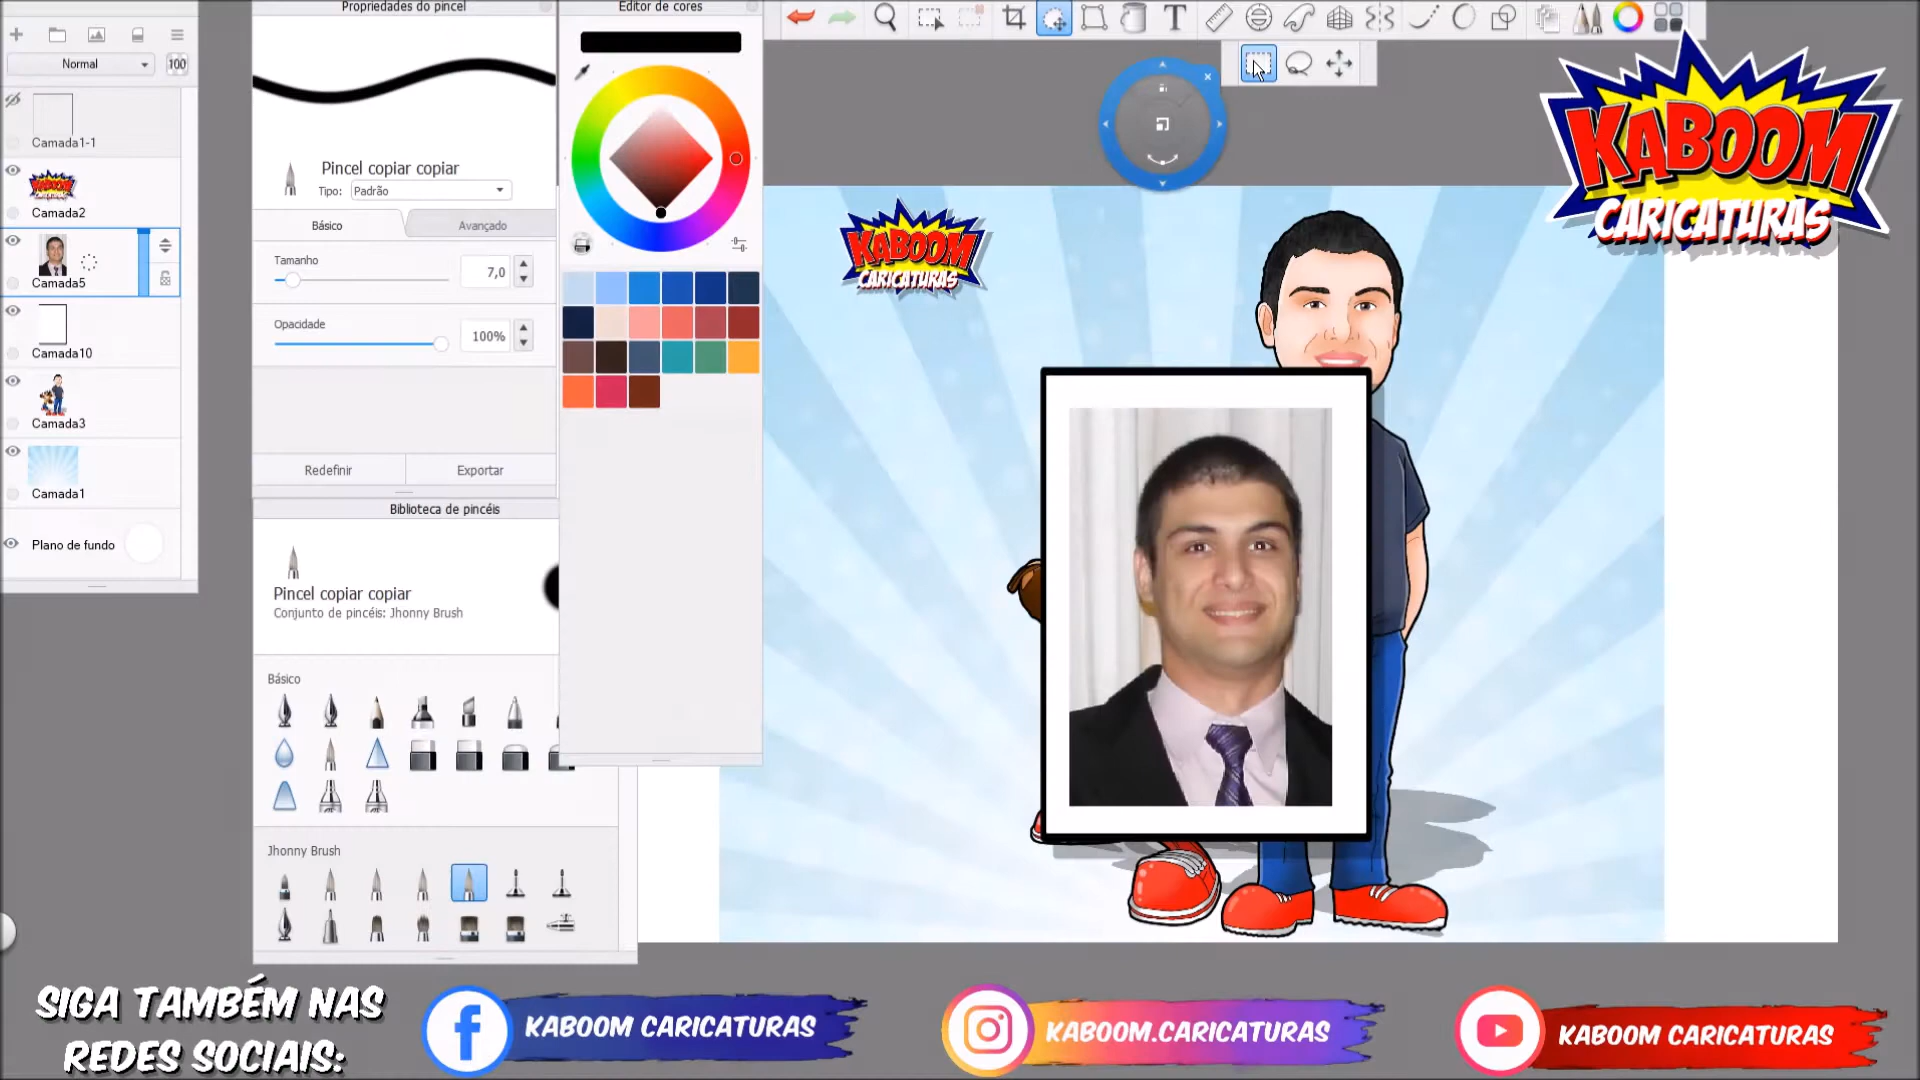 Normal
100
Camada1-1
Camada2
Camada5
Camada10
Camada3
Camada1
Plano de fundo
Propriedades do pincel
Pincel copiar copiar
Tipo: Padrão
Básico
Avançado
Tamanho
7,0
Opacidade
100%
Redefinir
Exportar
Biblioteca de pincéis
Pincel copiar copiar
Conjunto de pincéis: Jhonny Brush
Básico
Jhonny Brush
Editor de cores
T
KABOOM
CARICATURAS
KABOOM
CARICATURAS
SIGA TAMBÉM NAS
REDES SOCIAIS:
f
KABOOM CARICATURAS
KABOOM.CARICATURAS
KABOOM CARICATURAS